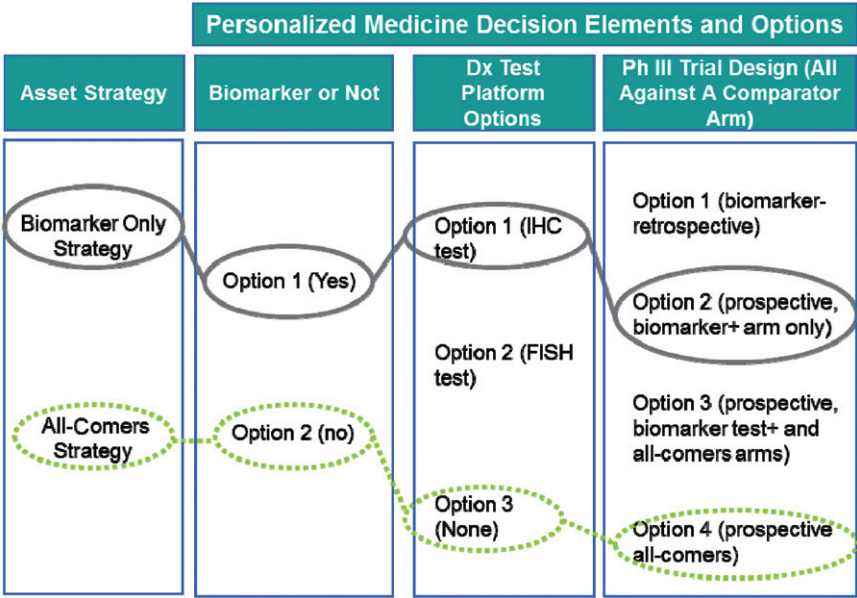 Personalized Medicine Decision Elements and Options
Asset Strategy
Biomarker or Not
Dx Test
Platform
Options
Ph III Trial Design (All
Against A Comparator
Arm)
Biomarker Only
Strategy
All-Comers
Strategy
Option 1 (Yes)
Option 2 (no)
Option 1 (IHC
test)
Option 2 (FISH
test)
Option 3
(None)
Option 1 (biomarker-
retrospective)
Option 2 (prospective,
biomarker+ arm only)
Option 3 (prospective,
biomarker test+ and
all-comers arms)
Option 4 (prospective
all-comers)